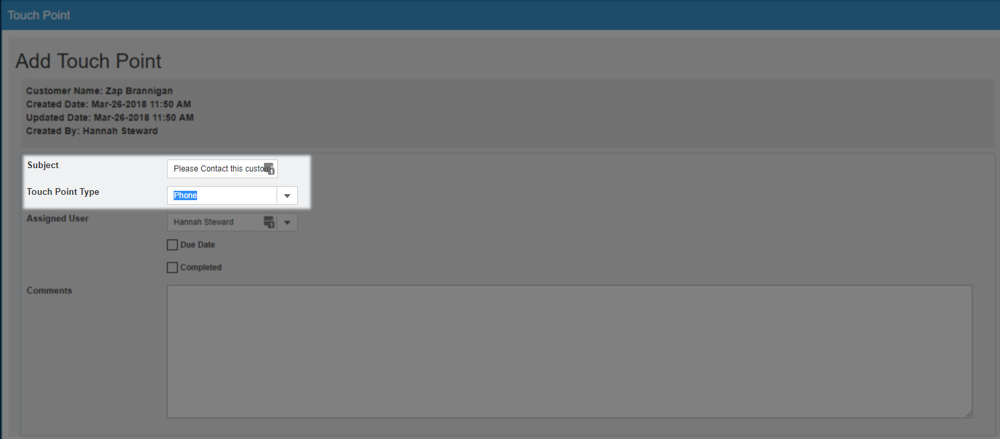 Touch Point
Add Touch Point
Customer Name: Zap Brannigan
Created Date: Mar-26-2018 11:50 AM
Updated Date: Mar-26-2018 11:50 AM
Created By: Hannah Steward
Subject Please Contact this custom
Touch Point Type Phone
Assigned User Hannah Steward
Due Date
Completed
Comments